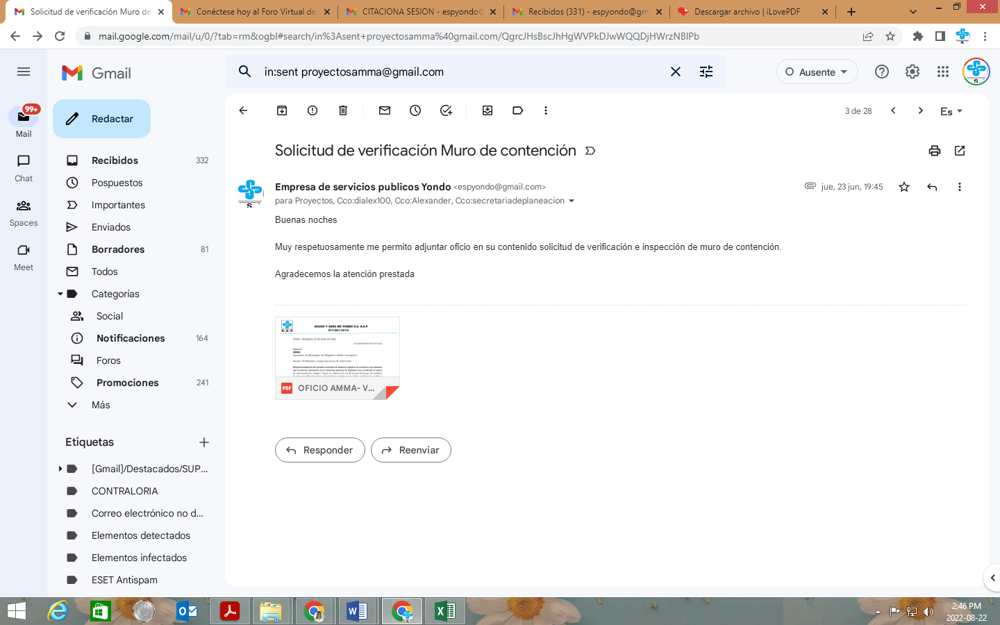 Solicitud de verificación Muro de
Conéctese hoy al Foro Virtual de
CITACIONA SESION - espyondo@
Recibidos (331) - espyondo@gm
Descargar archivo | iLovePDF
mail.google.com/mail/u/0/?tab=rm&ogbl#search/in%3Asent+proyectosamma%40gmail.com/QgrcJHsBscJhHgWVPkDJwWQQDjHWrzNBIPb
Gmail
in:sent proyectosamma@gmail.com
Ausente
99+
Mail
Chat
Spaces
Meet
Redactar
Recibidos 332
Pospuestos
Importantes
Enviados
Borradores 81
Todos
Categorías
Social
Notificaciones 164
Foros
Promociones 241
Más
Etiquetas
[Gmail]/Destacados/SUP...
CONTRALORIA
Correo electrónico no d...
Elementos detectados
Elementos infectados
ESET Antispam
3 de 28
Es
Solicitud de verificación Muro de contención
Empresa de servicios publicos Yondo <espyondo@gmail.com>
jue, 23 jun, 19:45
para Proyectos, Cco:dialex100, Cco:Alexander, Cco:secretariadeplaneacion
Buenas noches
Muy respetuosamente me permito adjuntar oficio en su contenido solicitud de verificación e inspección de muro de contención.
Agradecemos la atención prestada
AGUAS Y ASEO DE YONDÓ S.A. E.S.P
PDF
OFICIO AMMA- V...
Responder
Reenviar
2:46 PM
2022-08-22